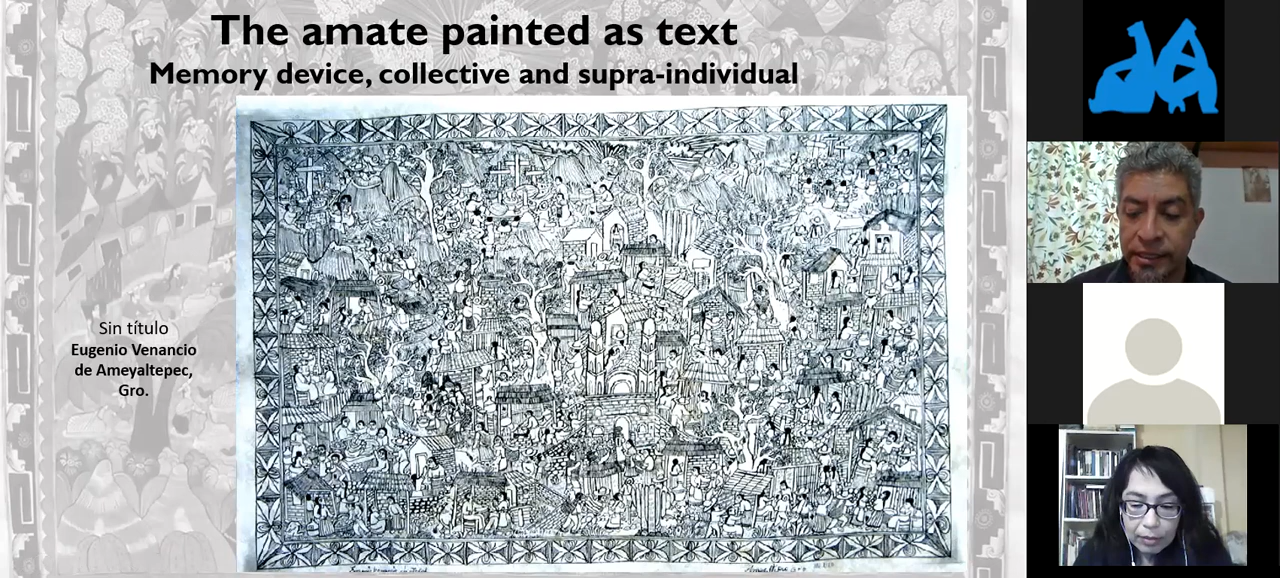 The amate painted as text
Memory device, collective and supra-individual
Sin título
Eugenio Venancio
de Ameyaltepec,
Gro.